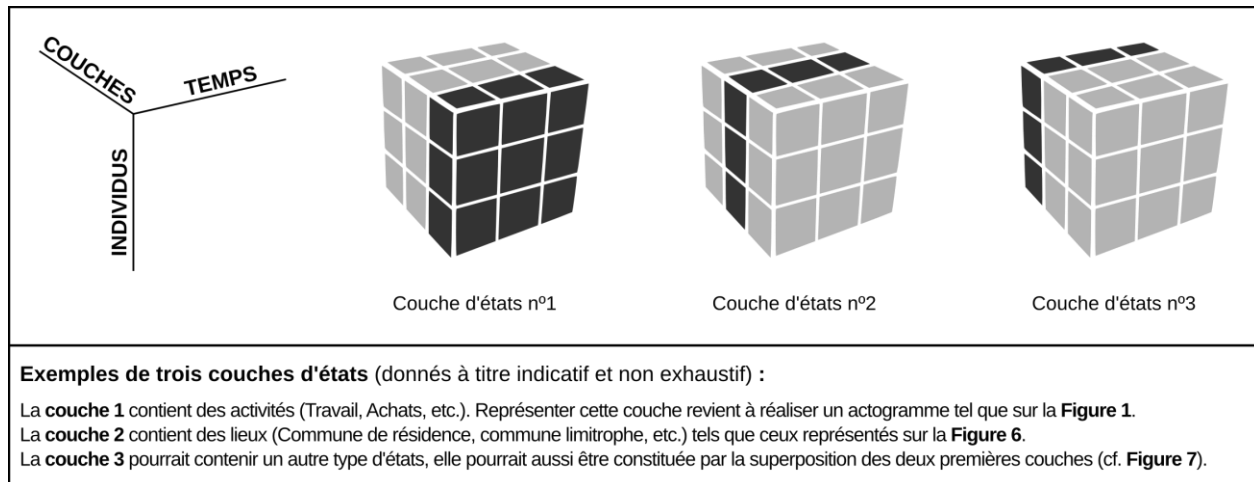 COUCHES
TEMPS
INDIVIDUS
Couche d'états nº1
Couche d'états nº2
Couche d'états nº3
Exemples de trois couches d'états (donnés à titre indicatif et non exhaustif) :
La couche 1 contient des activités (Travail, Achats, etc.). Représenter cette couche revient à réaliser un actogramme tel que sur la Figure 1.
La couche 2 contient des lieux (Commune de résidence, commune limitrophe, etc.) tels que ceux représentés sur la Figure 6.
La couche 3 pourrait contenir un autre type d'états, elle pourrait aussi être constituée par la superposition des deux premières couches (cf. Figure 7).